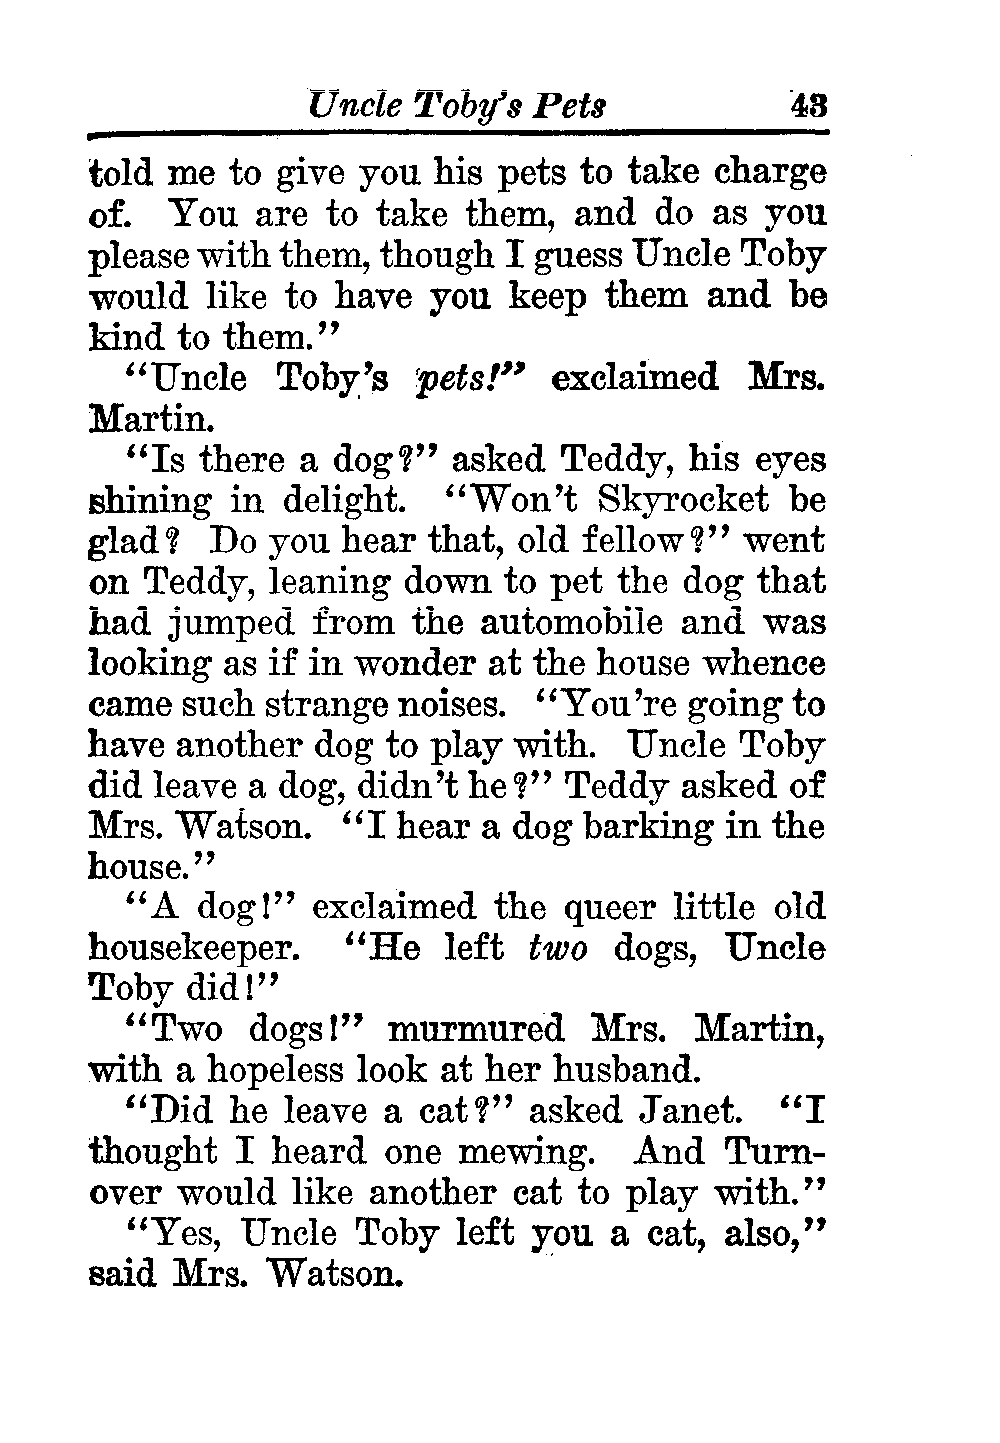 Uncle Toby's Pets 43
told me to give you his pets to take charge
of. You are to take them, and do as you
please with them, though I guess Uncle Toby
would like to have you keep them and be
kind to them."
"Uncle Toby's pets!" exclaimed Mrs.
Martin.
"Is there a dog?" asked Teddy, his eyes
shining in delight. "Won't Skyrocket be
glad? Do you hear that, old fellow?" went
on Teddy, leaning down to pet the dog that
had jumped from the automobile and was
looking as if in wonder at the house whence
came such strange noises. "You're going to
have another dog to play with. Uncle Toby
did leave a dog, didn't he?" Teddy asked of
Mrs. Watson. "I hear a dog barking in the
house."
"A dog!" exclaimed the queer little old
housekeeper. "He left two dogs, Uncle
Toby did!"
"Two dogs!" murmured Mrs. Martin,
with a hopeless look at her husband.
"Did he leave a cat?" asked Janet. "I
thought I heard one mewing. And Turn-
over would like another cat to play with."
"Yes, Uncle Toby left you a cat, also,"
said Mrs. Watson.